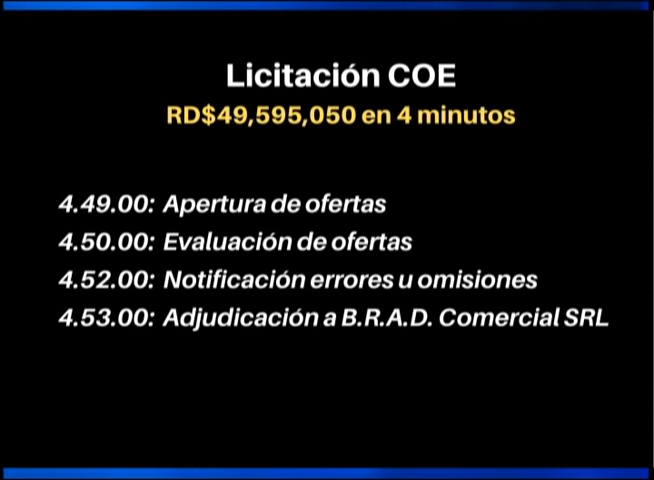 Licitación COE
RD$49,595,050 en 4 minutos
4.49.00: Apertura de ofertas
4.50.00: Evaluación de ofertas
4.52.00: Notificación errores u omisiones
4.53.00: Adjudicación a B.R.A.D. Comercial SRL